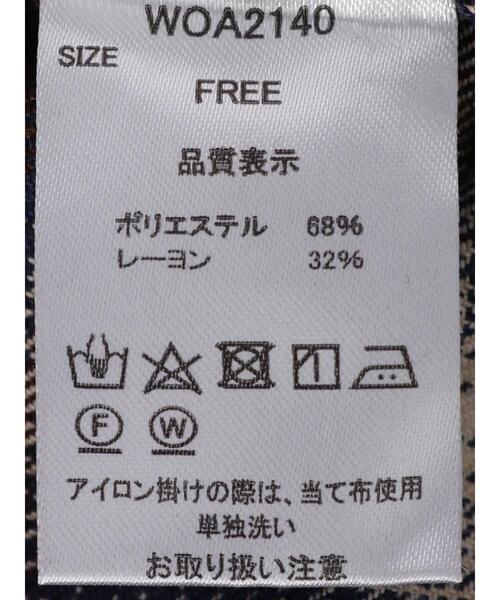 WOA2140
SIZE
FREE
品質表示
ポリエステル 68%
レーヨン 32%
F W
アイロン掛けの際は、当て布使用
単独洗い
お取り扱い注意